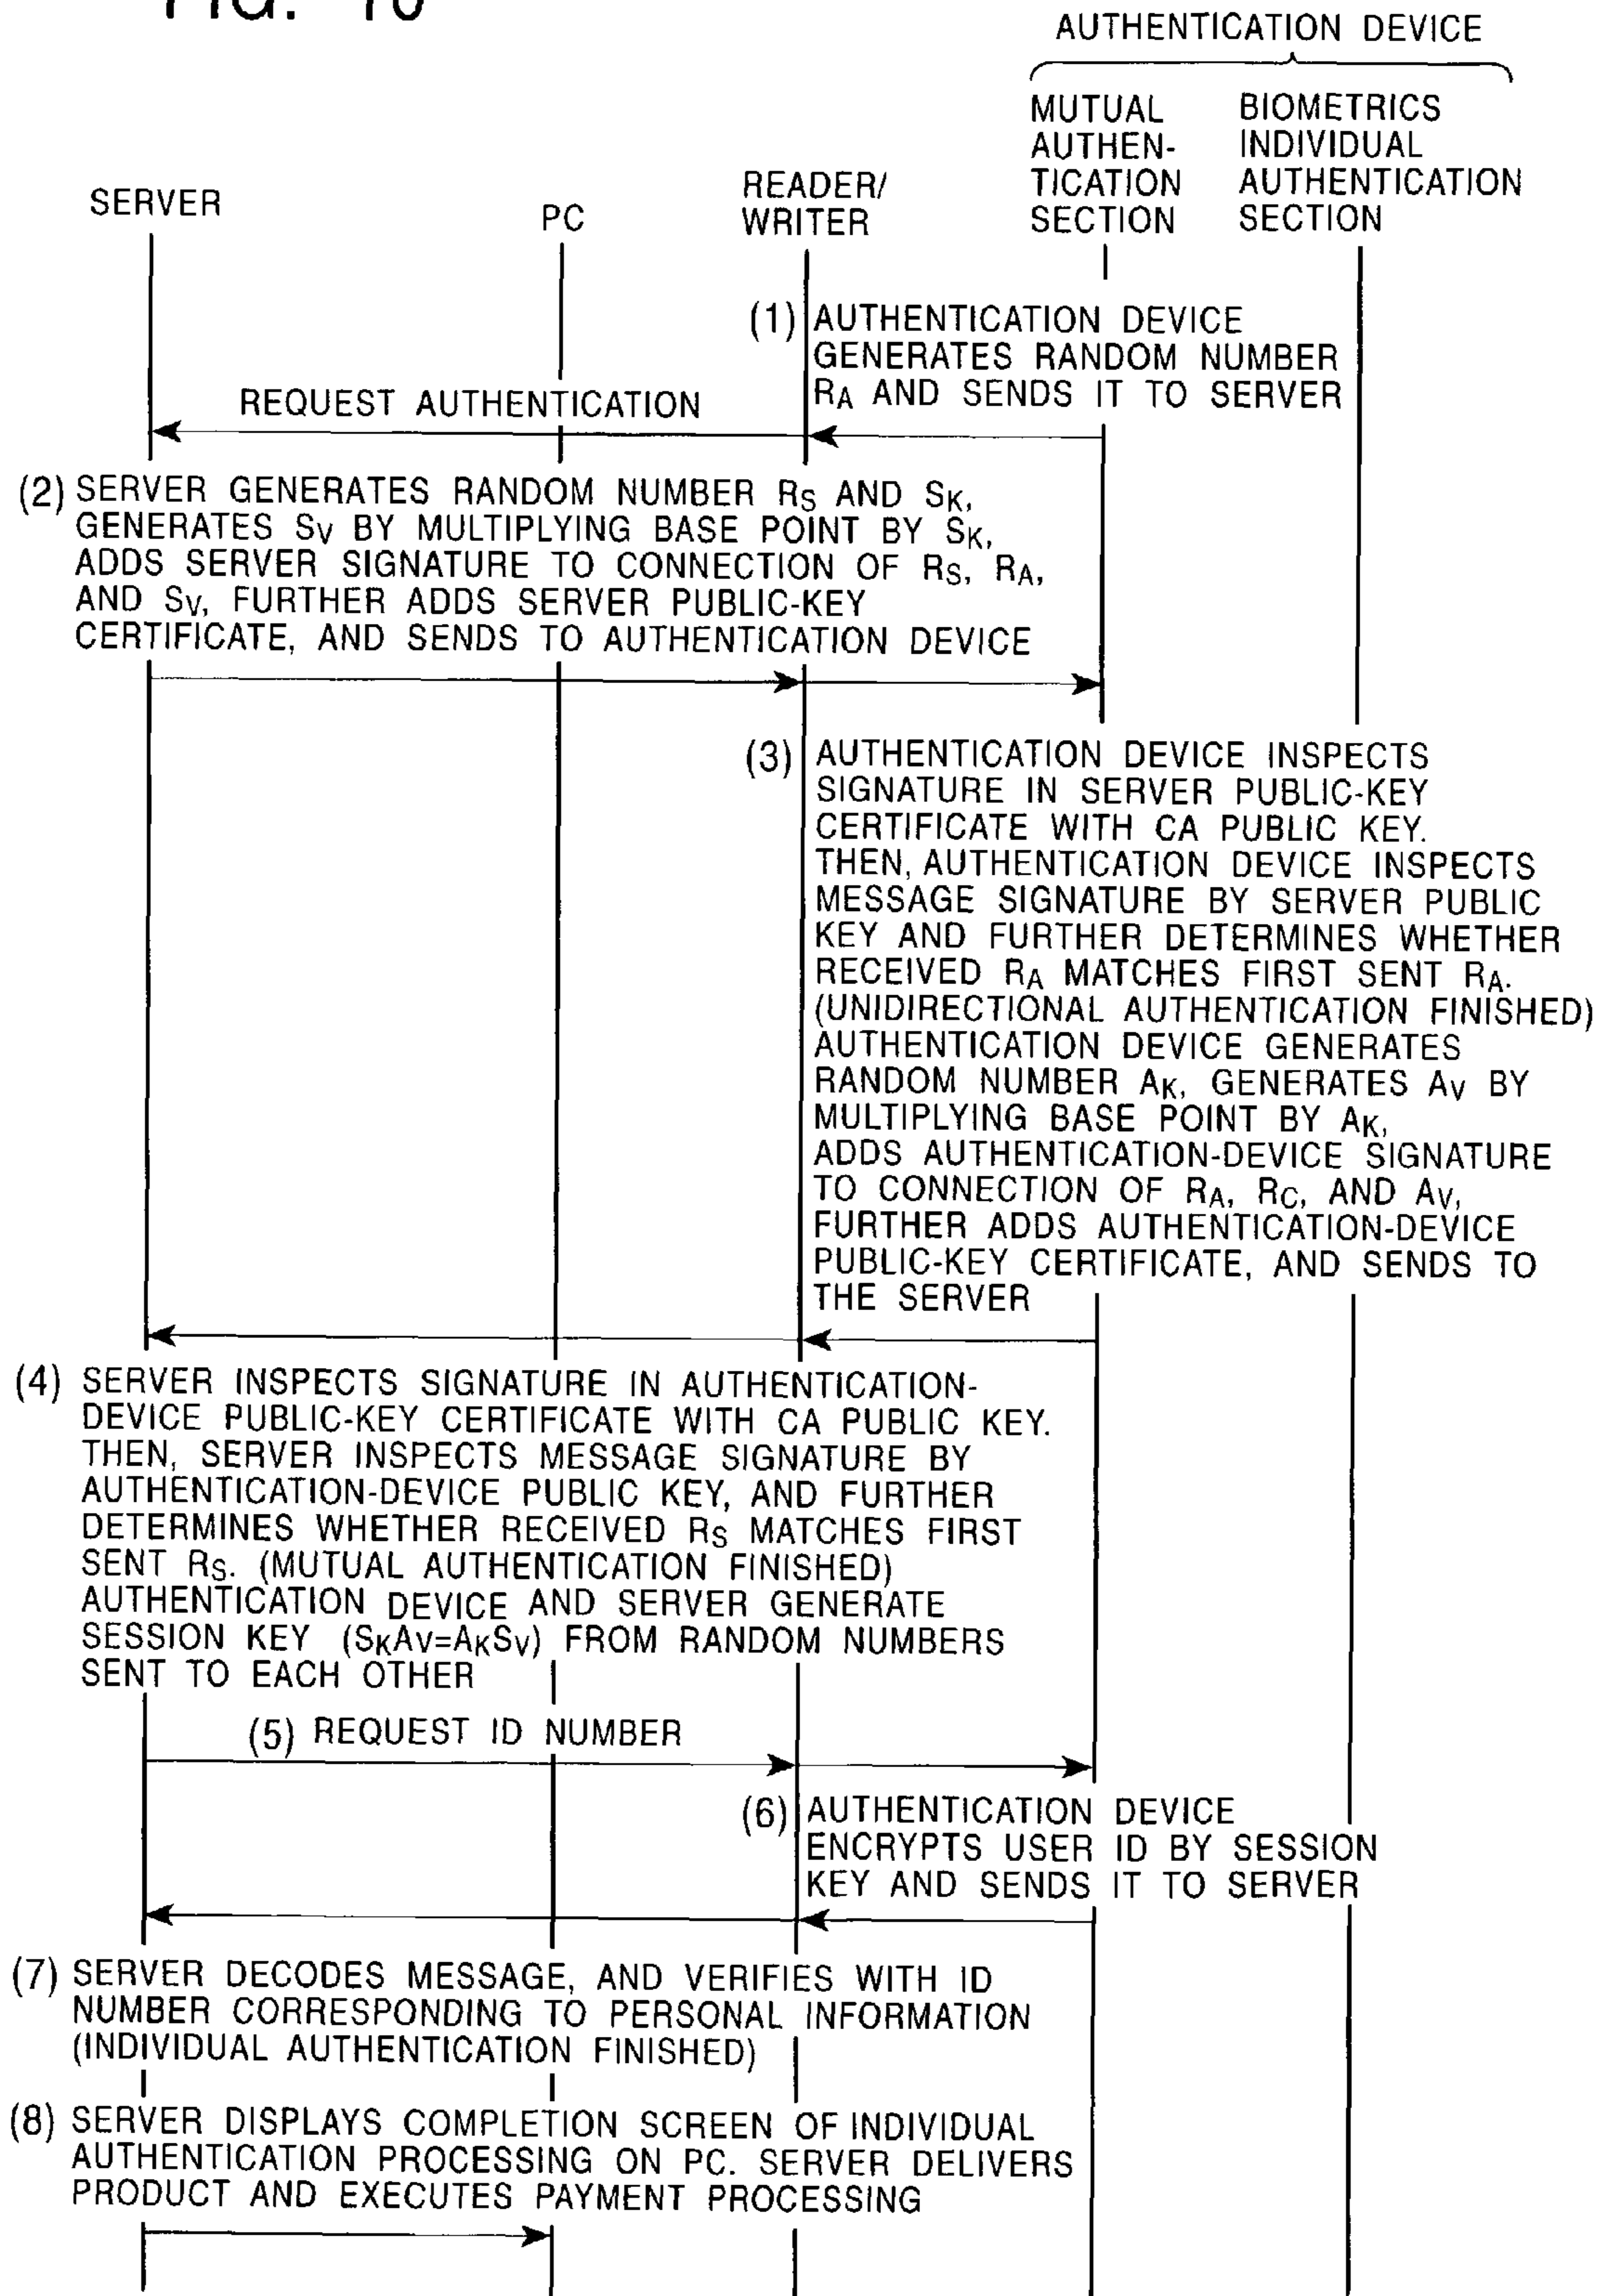 FIG. 10
AUTHENTICATION DEVICE
MUTUAL
AUTHEN-
TICATION
SECTION
BIOMETRICS
INDIVIDUAL
AUTHENTICATION
SECTION
SERVER
PC
READER/
WRITER
(1) AUTHENTICATION DEVICE
GENERATES RANDOM NUMBER
RA AND SENDS IT TO SERVER
REQUEST AUTHENTICATION
(2) SERVER GENERATES RANDOM NUMBER RS AND SK,
GENERATES SV BY MULTIPLYING BASE POINT BY SK,
ADDS SERVER SIGNATURE TO CONNECTION OF RS, RA,
AND SV, FURTHER ADDS SERVER PUBLIC-KEY
CERTIFICATE, AND SENDS TO AUTHENTICATION DEVICE
(3) AUTHENTICATION DEVICE INSPECTS
SIGNATURE IN SERVER PUBLIC-KEY
CERTIFICATE WITH CA PUBLIC KEY.
THEN, AUTHENTICATION DEVICE INSPECTS
MESSAGE SIGNATURE BY SERVER PUBLIC
KEY AND FURTHER DETERMINES WHETHER
RECEIVED RA MATCHES FIRST SENT RA.
(UNIDIRECTIONAL AUTHENTICATION FINISHED)
AUTHENTICATION DEVICE GENERATES
RANDOM NUMBER AK, GENERATES AV BY
MULTIPLYING BASE POINT BY AK,
ADDS AUTHENTICATION-DEVICE SIGNATURE
TO CONNECTION OF RA, RC, AND AV,
FURTHER ADDS AUTHENTICATION-DEVICE
PUBLIC-KEY CERTIFICATE, AND SENDS TO
THE SERVER
(4) SERVER INSPECTS SIGNATURE IN AUTHENTICATION-
DEVICE PUBLIC-KEY CERTIFICATE WITH CA PUBLIC KEY.
THEN, SERVER INSPECTS MESSAGE SIGNATURE BY
AUTHENTICATION-DEVICE PUBLIC KEY, AND FURTHER
DETERMINES WHETHER RECEIVED RS MATCHES FIRST
SENT RS. (MUTUAL AUTHENTICATION FINISHED)
AUTHENTICATION DEVICE AND SERVER GENERATE
SESSION KEY (SKAV=AKSV) FROM RANDOM NUMBERS
SENT TO EACH OTHER
(5) REQUEST ID NUMBER
(6) AUTHENTICATION DEVICE
ENCRYPTS USER ID BY SESSION
KEY AND SENDS IT TO SERVER
(7) SERVER DECODES MESSAGE, AND VERIFIES WITH ID
NUMBER CORRESPONDING TO PERSONAL INFORMATION
(INDIVIDUAL AUTHENTICATION FINISHED)
(8) SERVER DISPLAYS COMPLETION SCREEN OF INDIVIDUAL
AUTHENTICATION PROCESSING ON PC. SERVER DELIVERS
PRODUCT AND EXECUTES PAYMENT PROCESSING